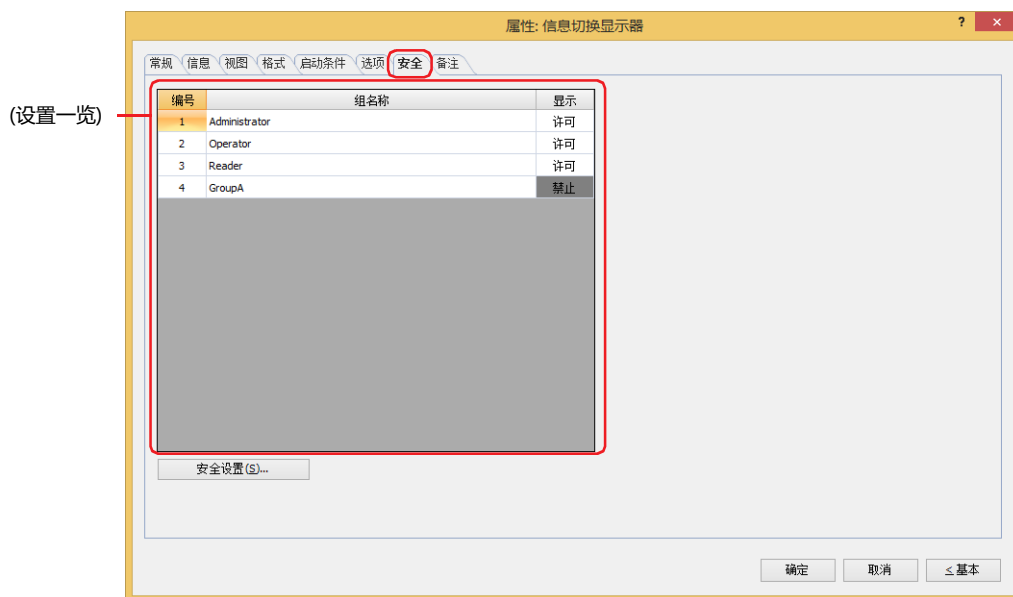 属性: 信息切换显示器
? ×
常规 信息 视图 格式 启动条件 选项 安全 备注
(设置一览)
编号 组名称 显示
1 Administrator 许可
2 Operator 许可
3 Reader 许可
4 GroupA 禁止
安全设置(S)...
确定 取消 ≤基本